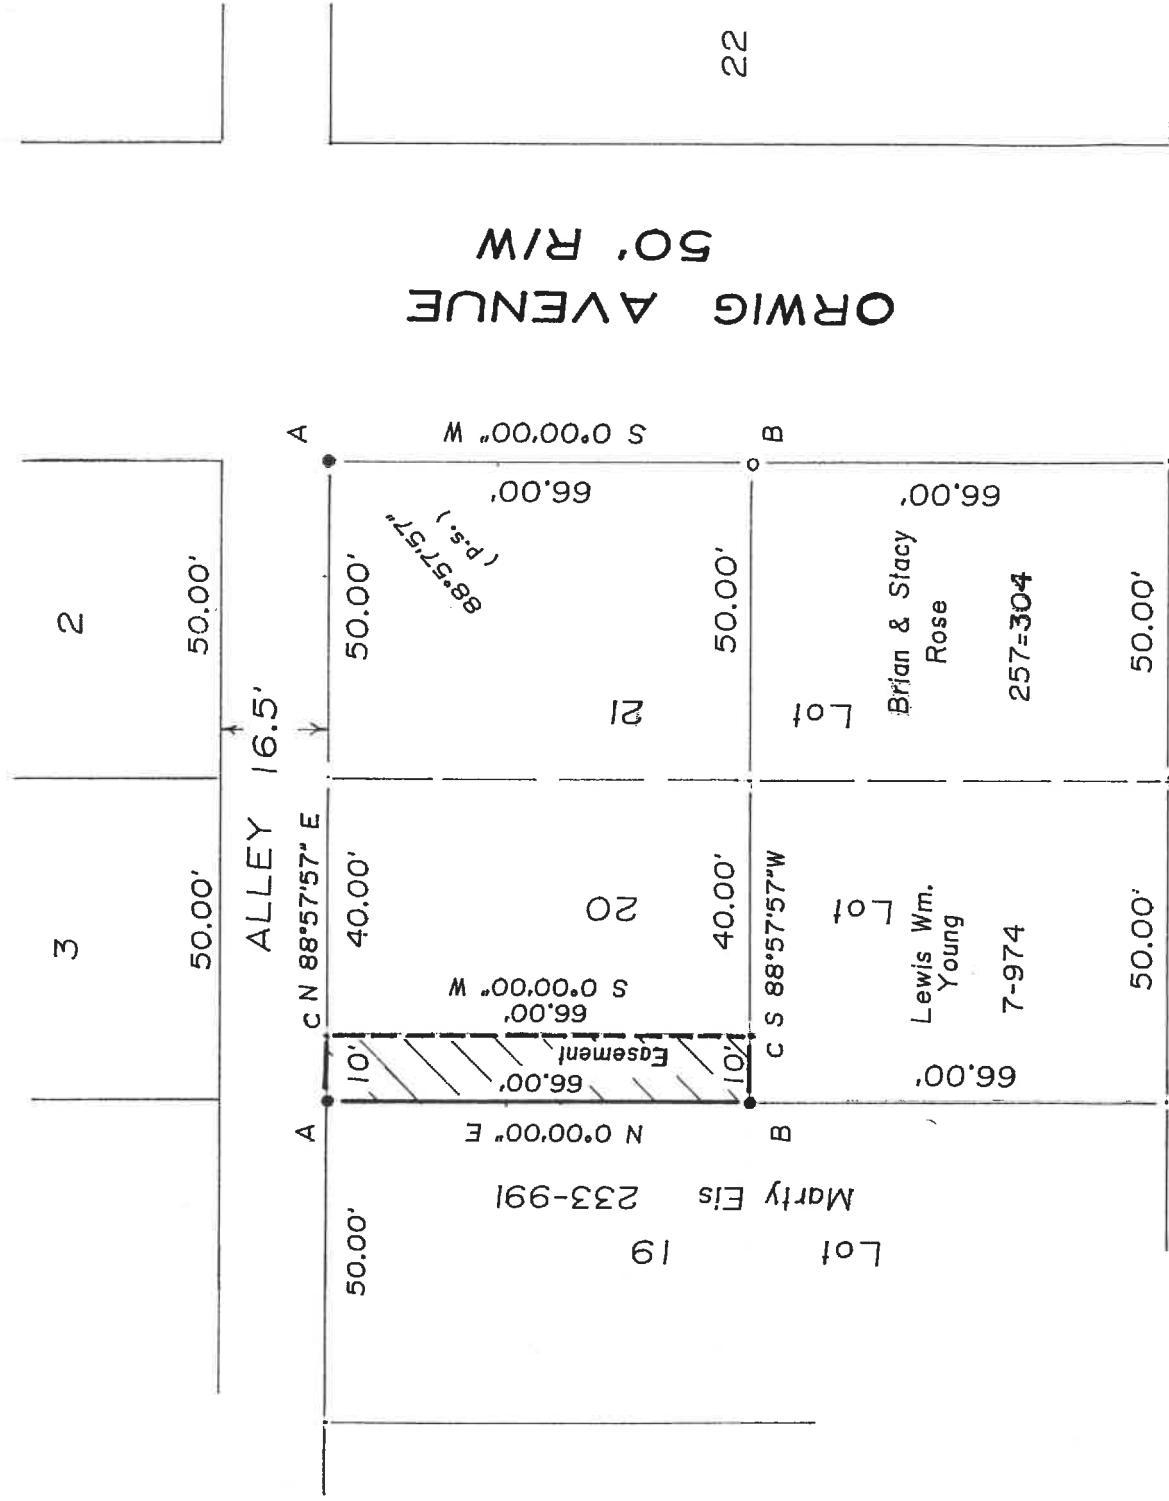 22
ORWIG AVENUE
50' R/W
2
50.00'
3
50.00'
ALLEY 16.5'
A
S 0°00'00" W
B
C N 88°57'57" E
66.00'
88°57'57"
(p.s.)
50.00'
50.00'
21
40.00'
40.00'
20
S 0°00'00" W
66.00'
Easement
10'
10'
66.00'
A
N 0°00'00" E
B
C S 88°57'57"W
66.00'
Brian & Stacy
Rose
257=304
50.00'
Lot
Lot
Lewis Wm.
Young
7-974
50.00'
66.00'
Marty Eis 233-991
Lot 19
50.00'